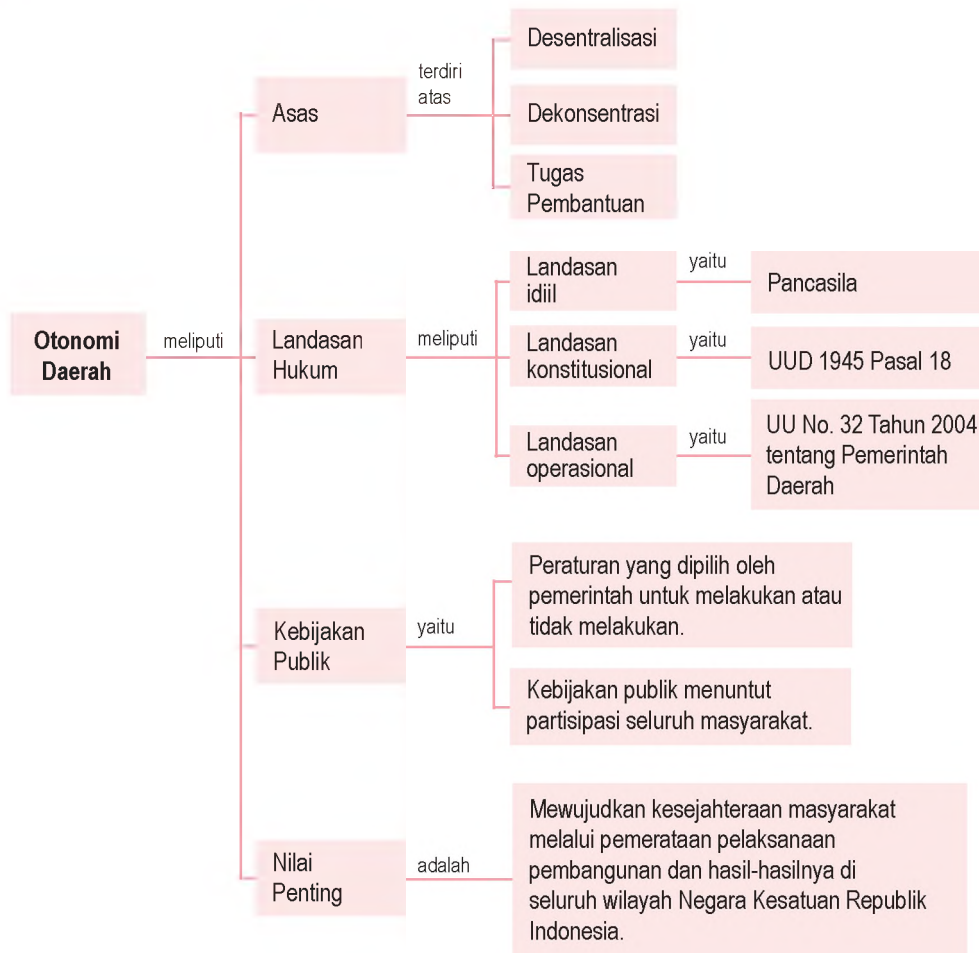 Otonomi
Daerah
meliputi
Asas
terdiri
atas
Desentralisasi
Dekonsentrasi
Tugas
Pembantuan
Landasan
Hukum
meliputi
Landasan
idiil
yaitu
Pancasila
Landasan
konstitusional
yaitu
UUD 1945 Pasal 18
Landasan
operasional
yaitu
UU No. 32 Tahun 2004
tentang Pemerintah
Daerah
Kebijakan
Publik
yaitu
Peraturan yang dipilih oleh
pemerintah untuk melakukan atau
tidak melakukan.
Kebijakan publik menuntut
partisipasi seluruh masyarakat.
Nilai
Penting
adalah
Mewujudkan kesejahteraan masyarakat
melalui pemerataan pelaksanaan
pembangunan dan hasil-hasilnya di
seluruh wilayah Negara Kesatuan Republik
Indonesia.